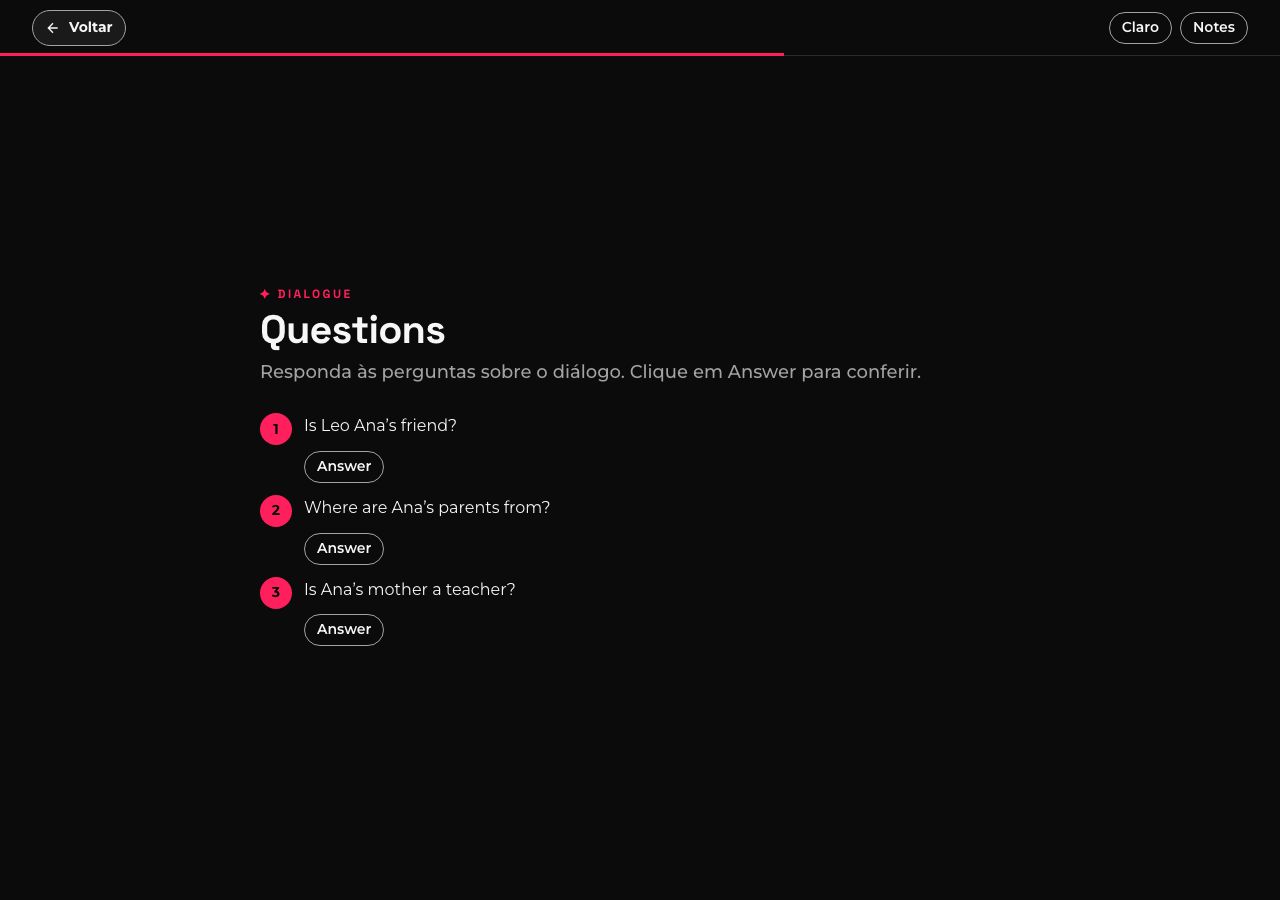 Voltar
Claro
Notes
DIALOGUE
Questions
Responda às perguntas sobre o diálogo. Clique em Answer para conferir.
1 Is Leo Ana’s friend?
Answer
2 Where are Ana’s parents from?
Answer
3 Is Ana’s mother a teacher?
Answer